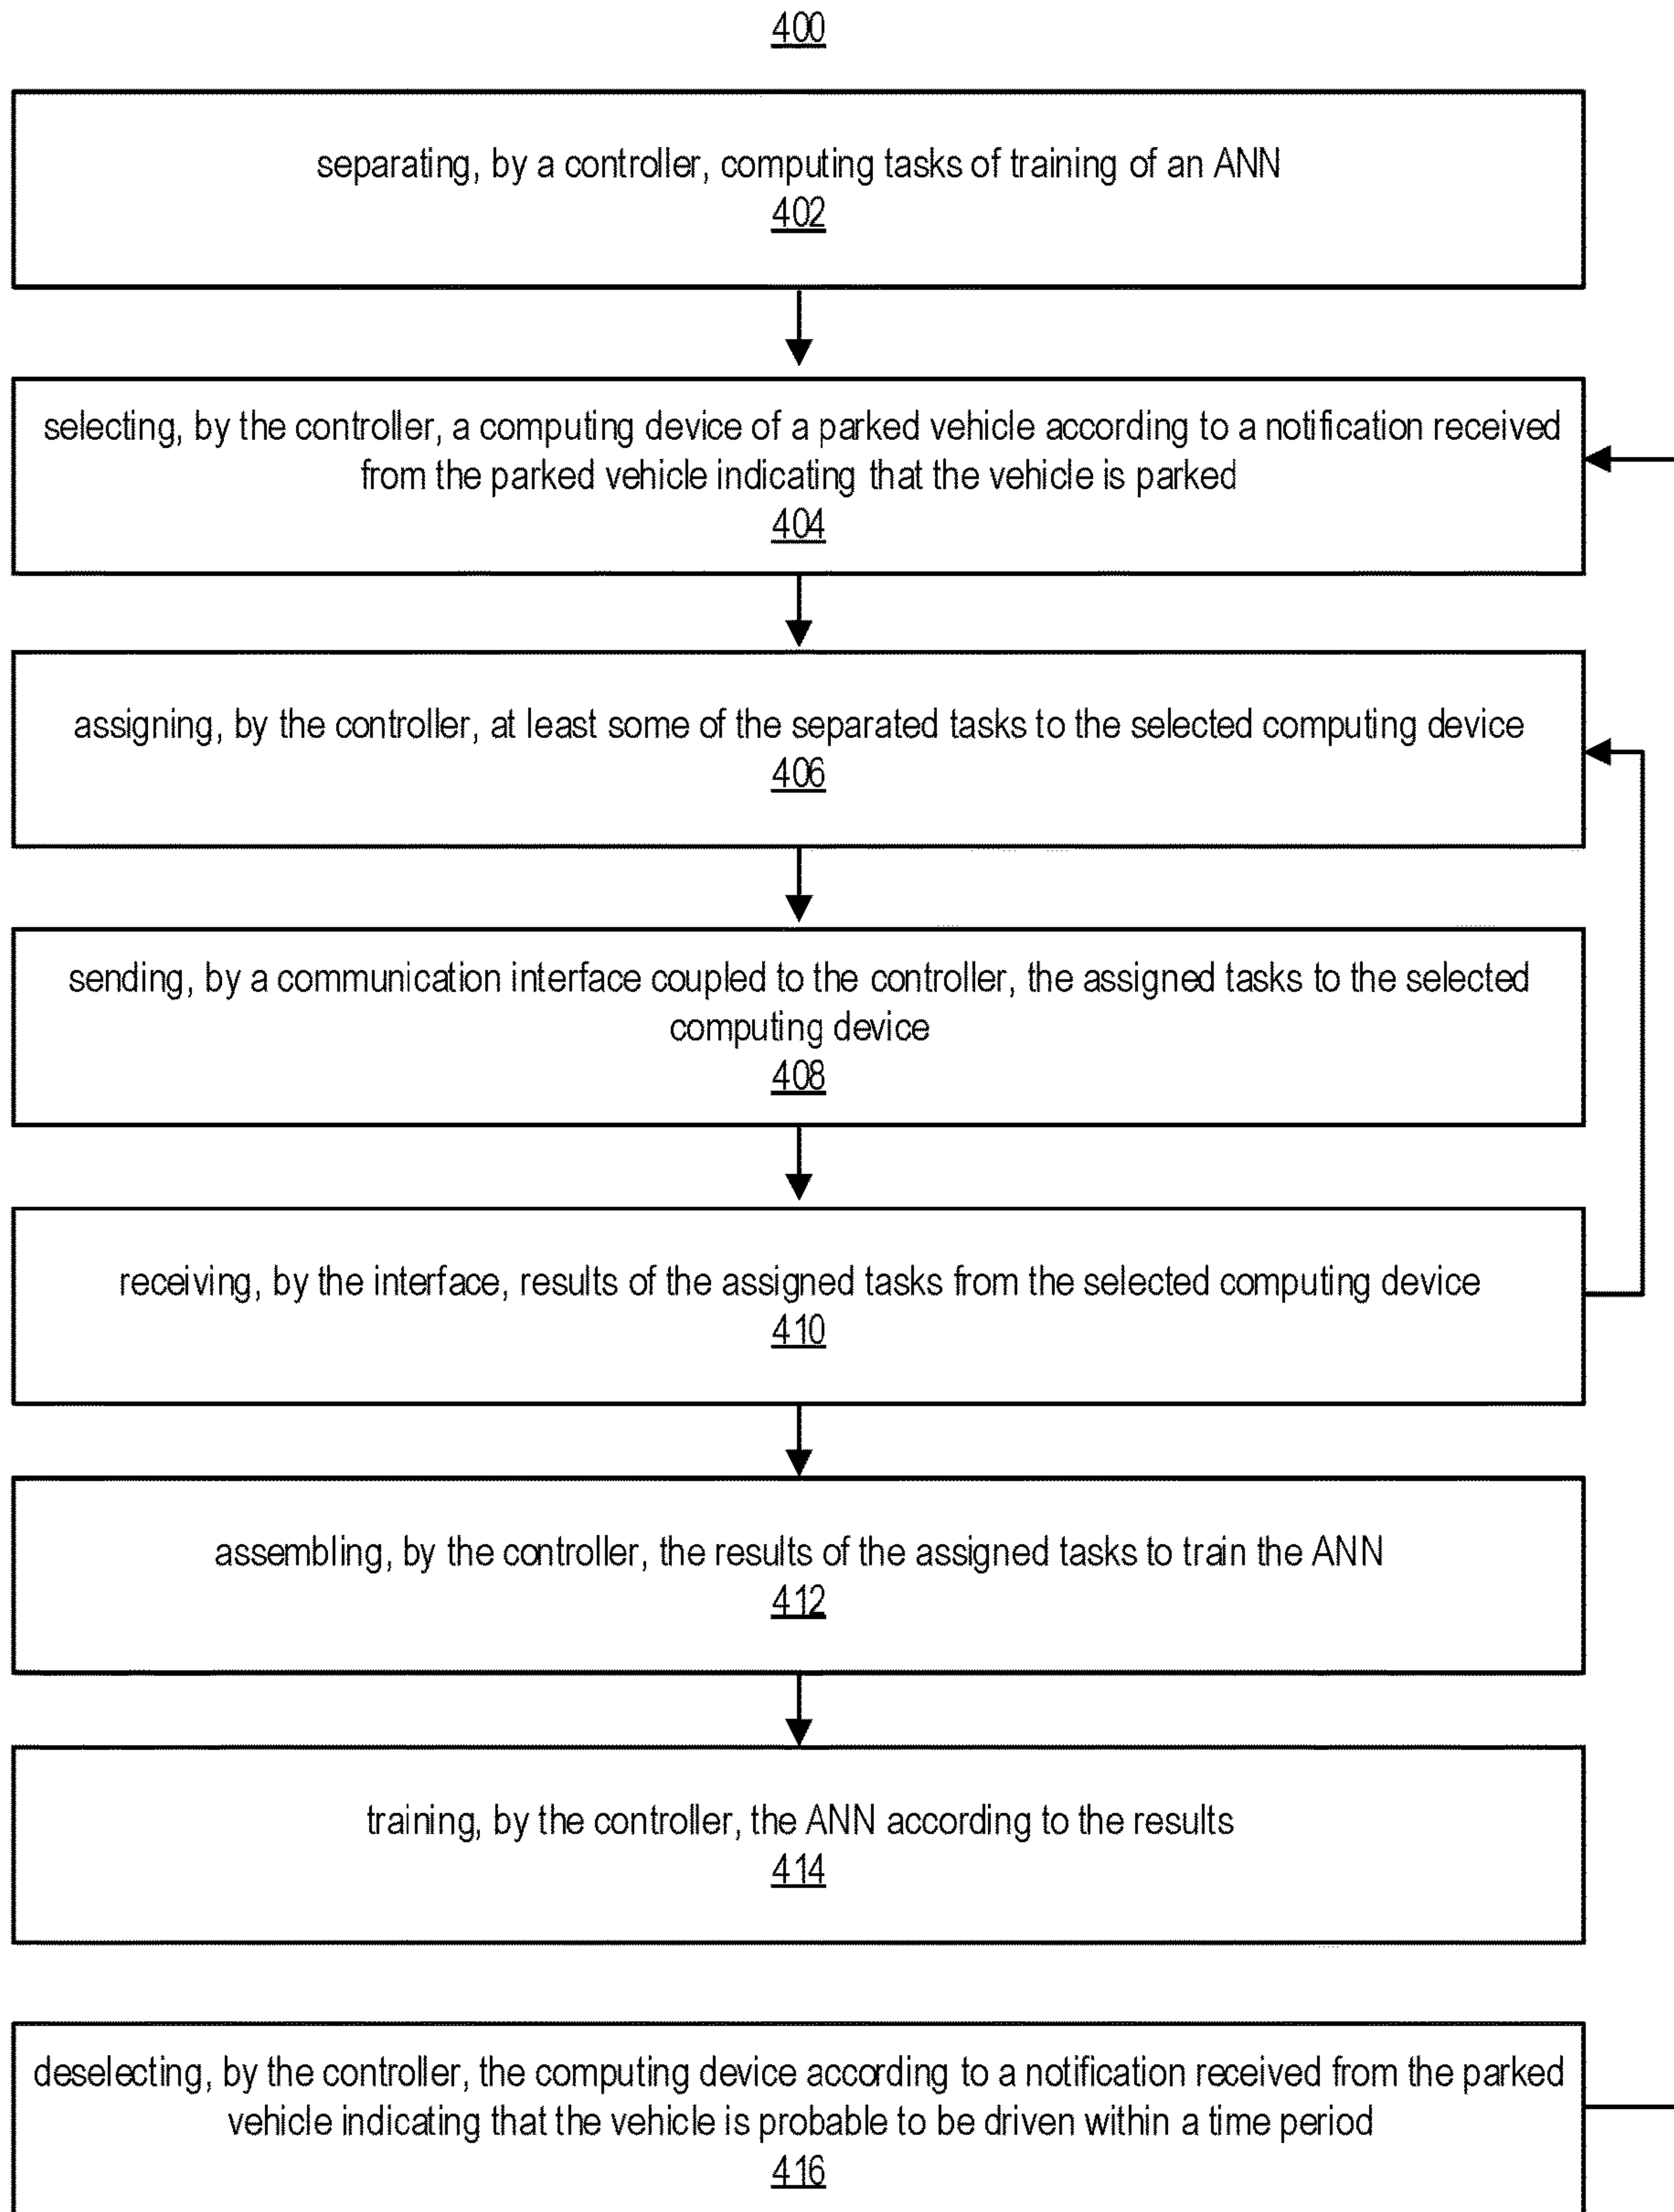 400
separating, by a controller, computing tasks of training of an ANN
402
selecting, by the controller, a computing device of a parked vehicle according to a notification received
from the parked vehicle indicating that the vehicle is parked
404
assigning, by the controller, at least some of the separated tasks to the selected computing device
406
sending, by a communication interface coupled to the controller, the assigned tasks to the selected
computing device
408
receiving, by the interface, results of the assigned tasks from the selected computing device
410
assembling, by the controller, the results of the assigned tasks to train the ANN
412
training, by the controller, the ANN according to the results
414
deselecting, by the controller, the computing device according to a notification received from the parked
vehicle indicating that the vehicle is probable to be driven within a time period
416